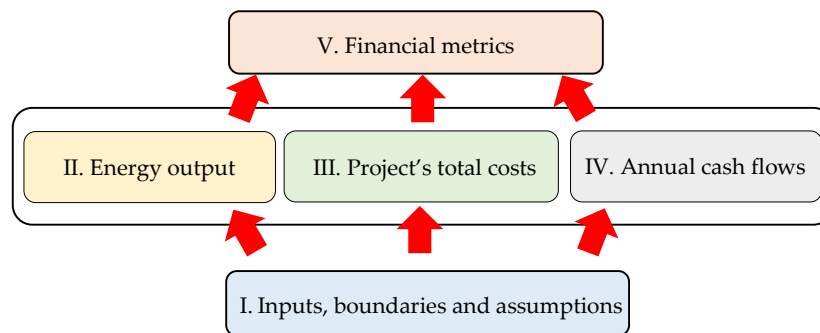 V. Financial metrics
II. Energy output
III. Project's total costs
IV. Annual cash flows
I. Inputs, boundaries and assumptions